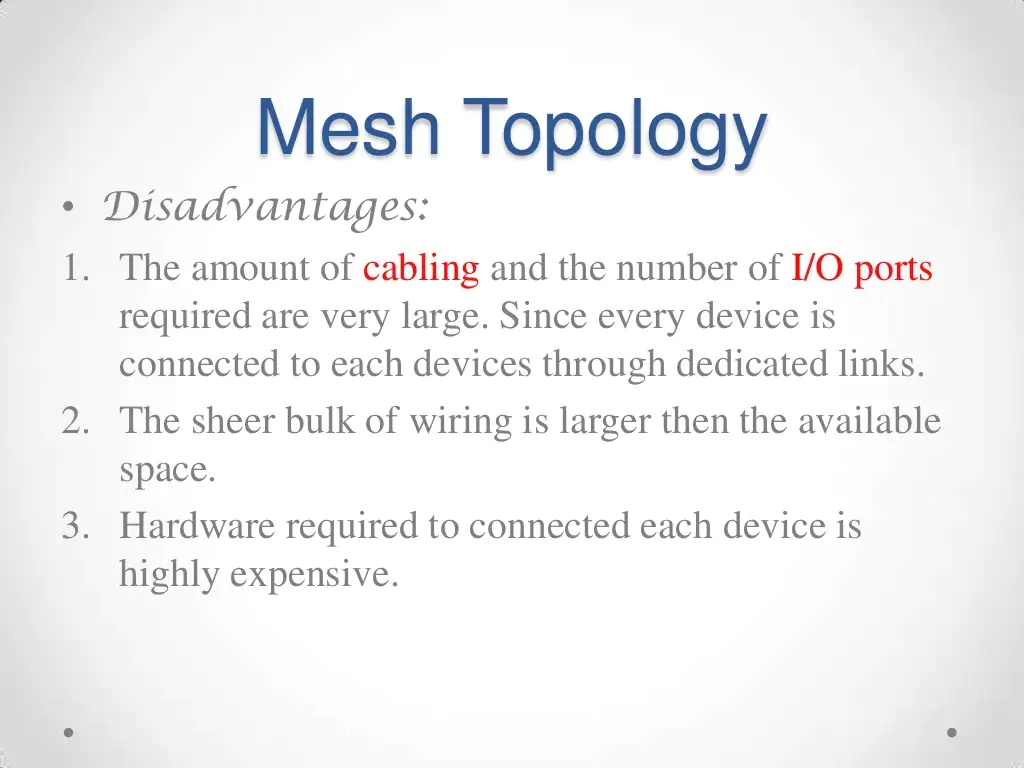 Mesh Topology
• Disadvantages:
1. The amount of cabling and the number of I/O ports
required are very large. Since every device is
connected to each devices through dedicated links.
2. The sheer bulk of wiring is larger then the available
space.
3. Hardware required to connected each device is
highly expensive.